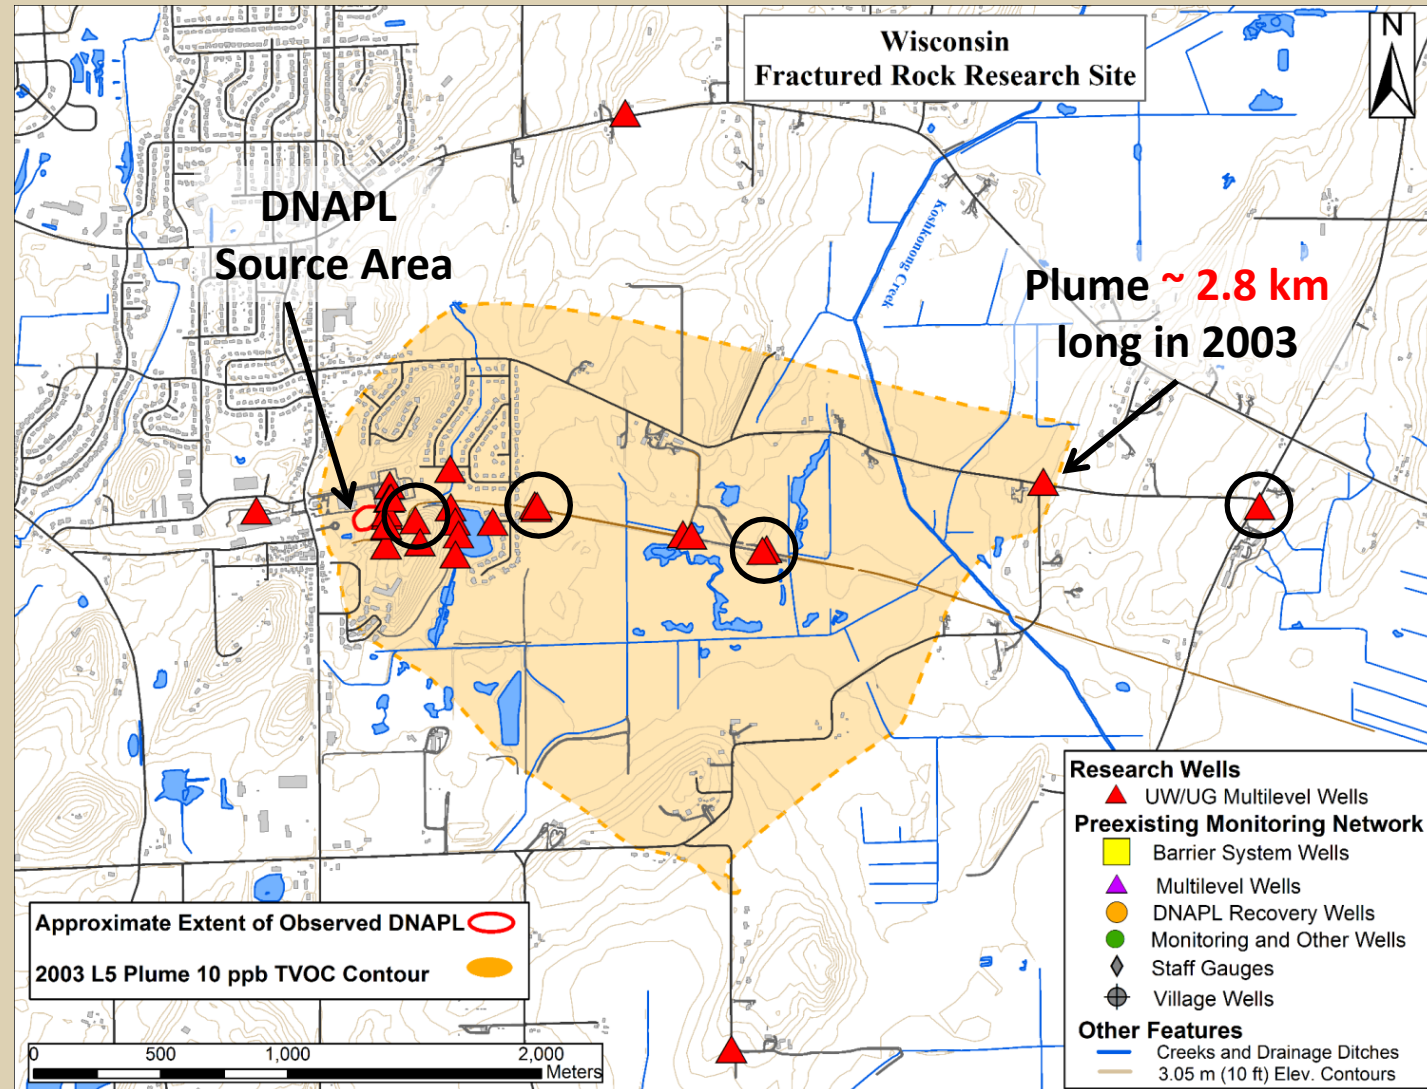 Wisconsin
Fractured Rock Research Site
N
DNAPL
Source Area
Koshkonong Creek
Plume ~ 2.8 km
long in 2003
Research Wells
UW/UG Multilevel Wells
Preexisting Monitoring Network
Barrier System Wells
Multilevel Wells
DNAPL Recovery Wells
Monitoring and Other Wells
Staff Gauges
Village Wells
Other Features
Creeks and Drainage Ditches
3.05 m (10 ft) Elev. Contours
Approximate Extent of Observed DNAPL
2003 L5 Plume 10 ppb TVOC Contour
0 500 1,000 2,000
Meters